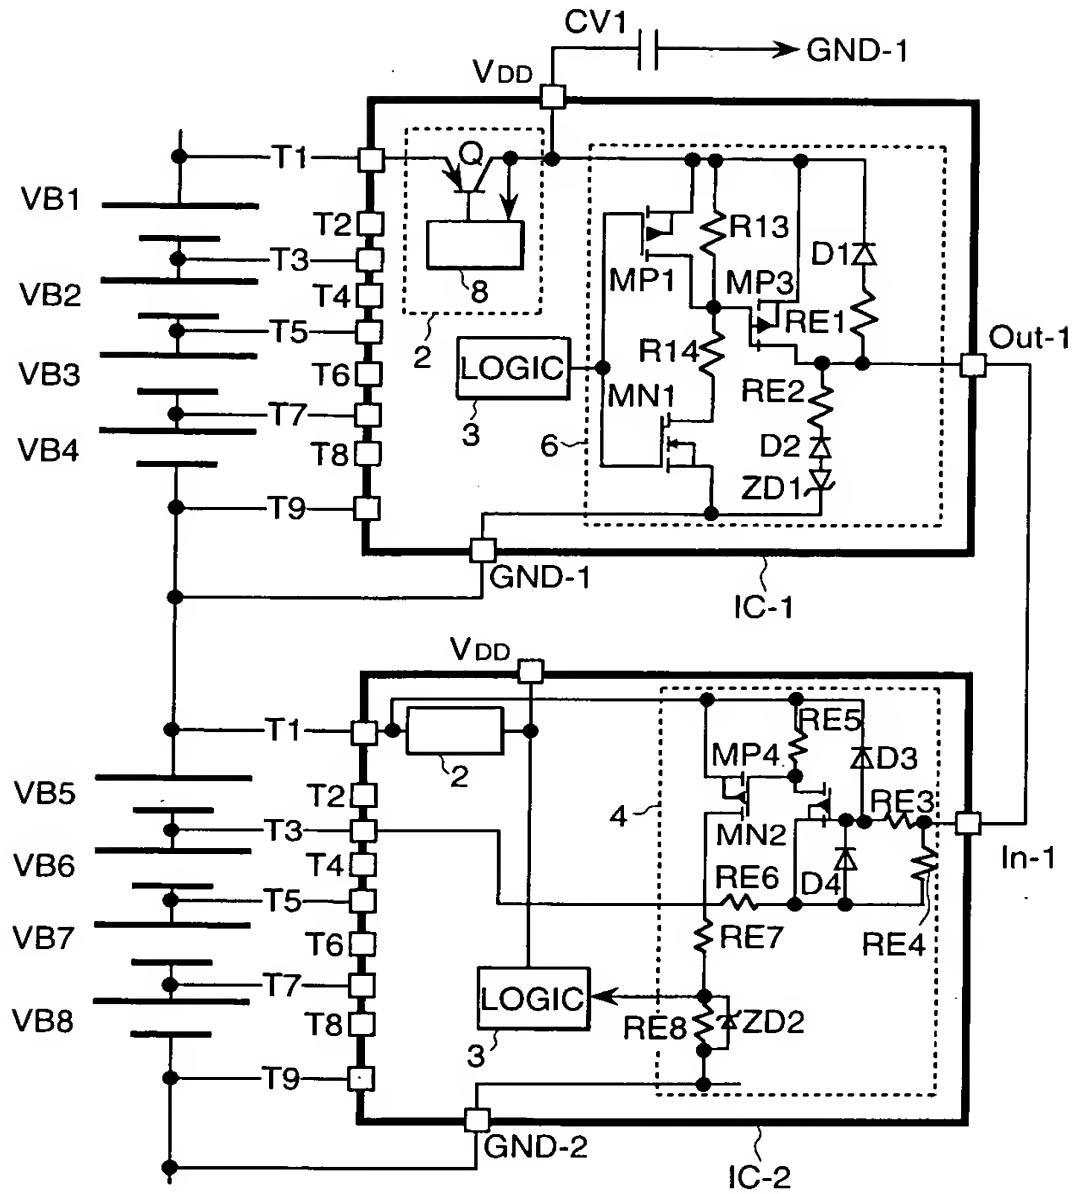 CV1
GND-1
VDD
T1
Q
VB1
T2
R13
D1
T3
8
MP1
MP3
VB2
T4
RE1
Out-1
T5
2
R14
VB3
T6
LOGIC
RE2
MN1
T7
3
6
D2
VB4
T8
ZD1
T9
GND-1
IC-1
VDD
T1
RE5
2
MP4
D3
VB5
T2
RE3
4
T3
MN2
In-1
VB6
T4
RE6
D4
T5
RE7
RE4
VB7
T6
T7
LOGIC
VB8
T8
RE8
ZD2
3
T9
GND-2
IC-2